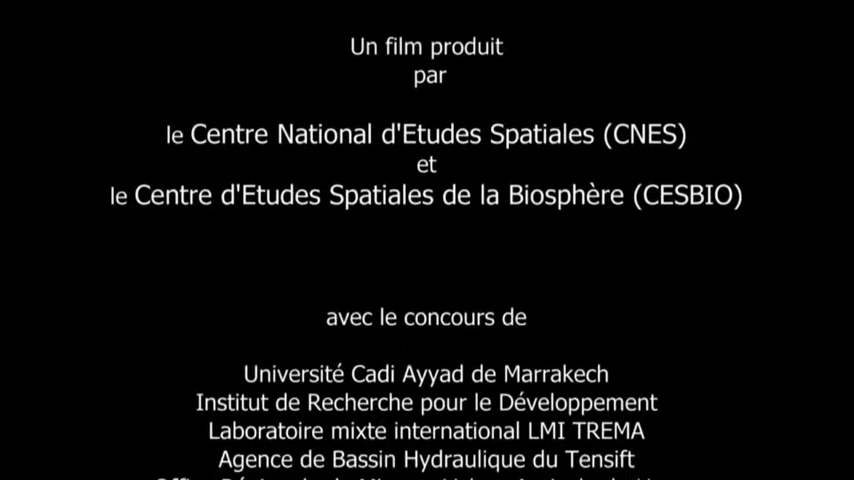 Un film produit
par
le Centre National d'Etudes Spatiales (CNES)
et
le Centre d'Etudes Spatiales de la Biosphère (CESBIO)
avec le concours de
Université Cadi Ayyad de Marrakech
Institut de Recherche pour le Développement
Laboratoire mixte international LMI TREMA
Agence de Bassin Hydraulique du Tensift